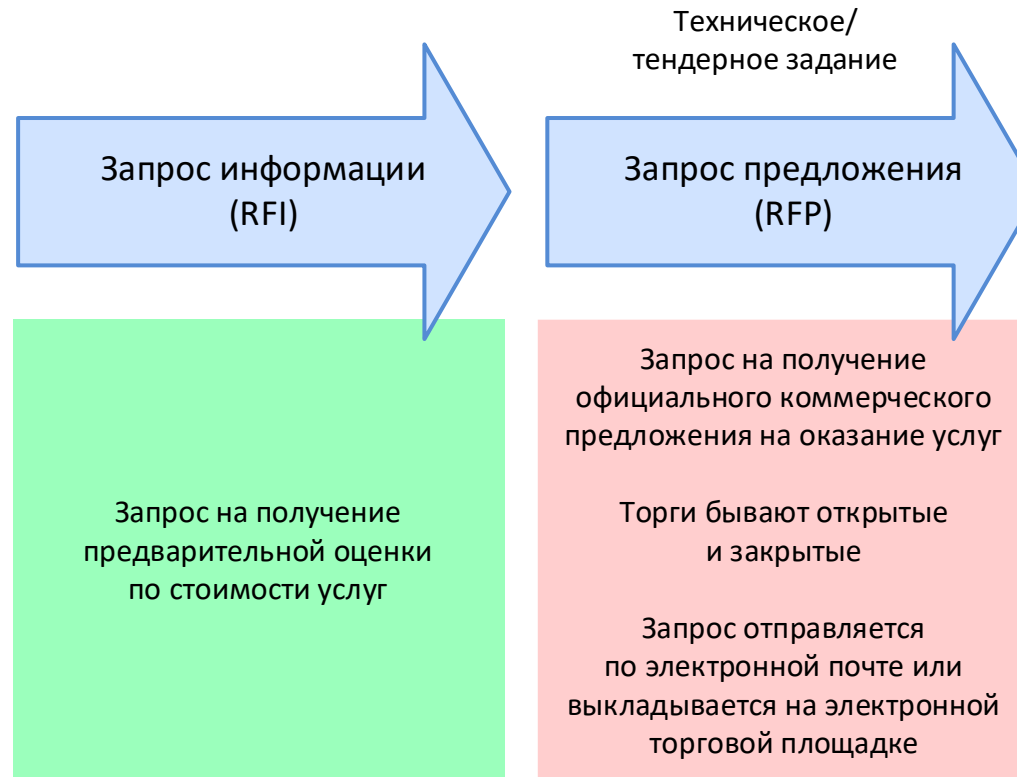 Техническое/
тендерное задание
Запрос информации
(RFI)
Запрос предложения
(RFP)
Запрос на получение
предварительной оценки
по стоимости услуг
Запрос на получение
официального коммерческого
предложения на оказание услуг
Торги бывают открытые
и закрытые
Запрос отправляется
по электронной почте или
выкладывается на электронной
торговой площадке